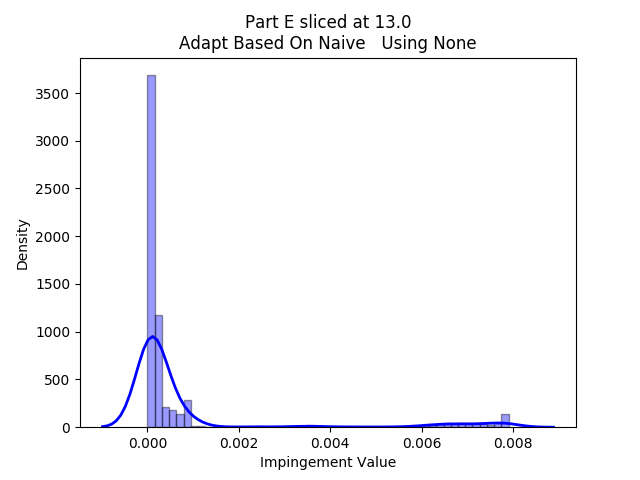 Part E sliced at 13.0
Adapt Based On Naive   Using None
Density
3500
3000
2500
2000
1500
1000
500
0
0.000 0.002 0.004 0.006 0.008
Impingement Value